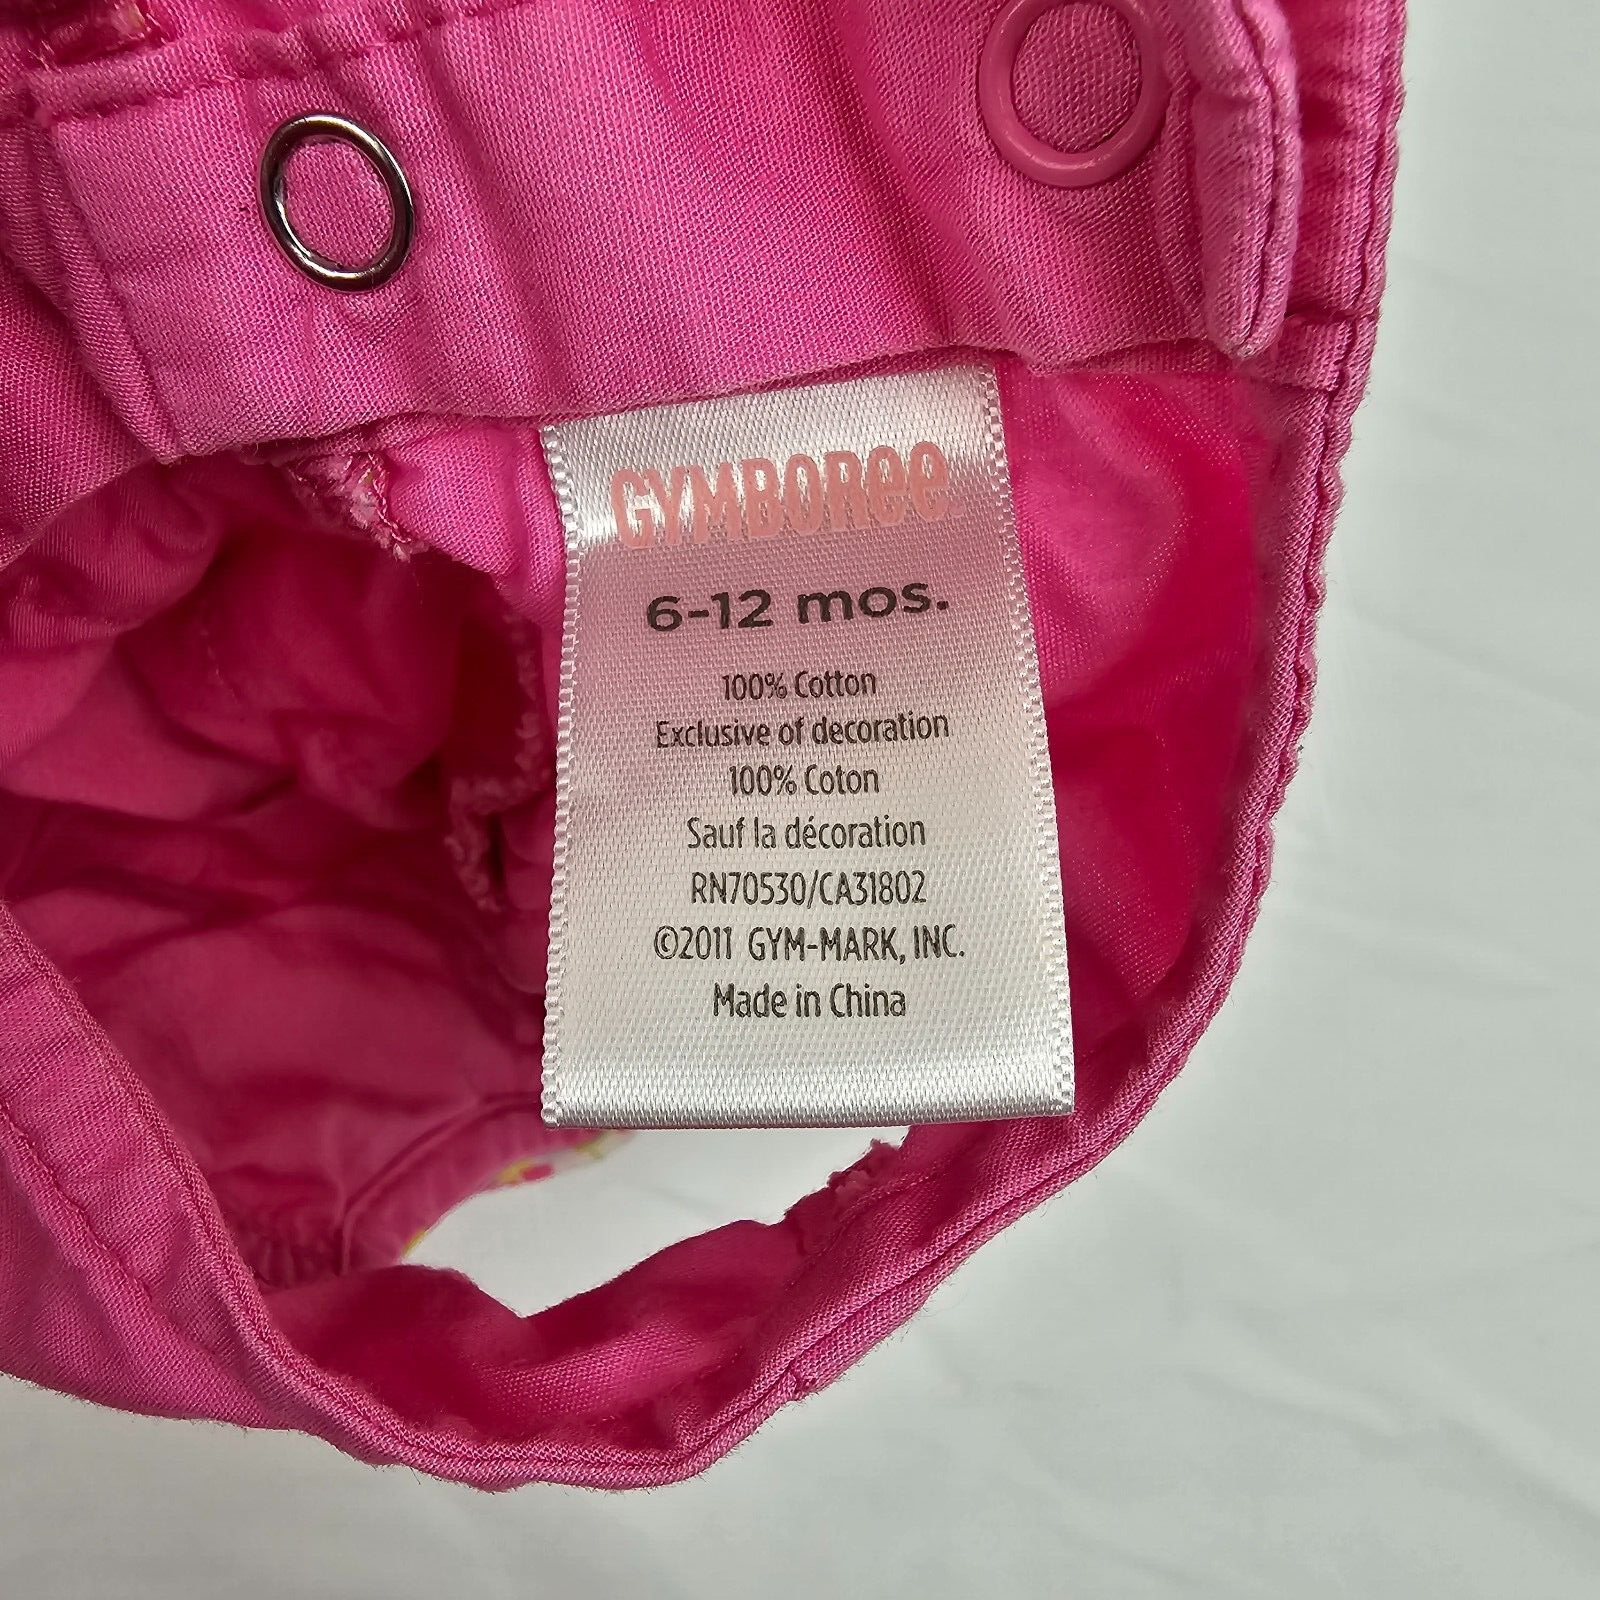 GYMBORee
6-12 mos.
100% Cotton
Exclusive of decoration
100% Coton
Sauf la décoration
RN70530/CA31802
©2011 GYM-MARK, INC.
Made in China